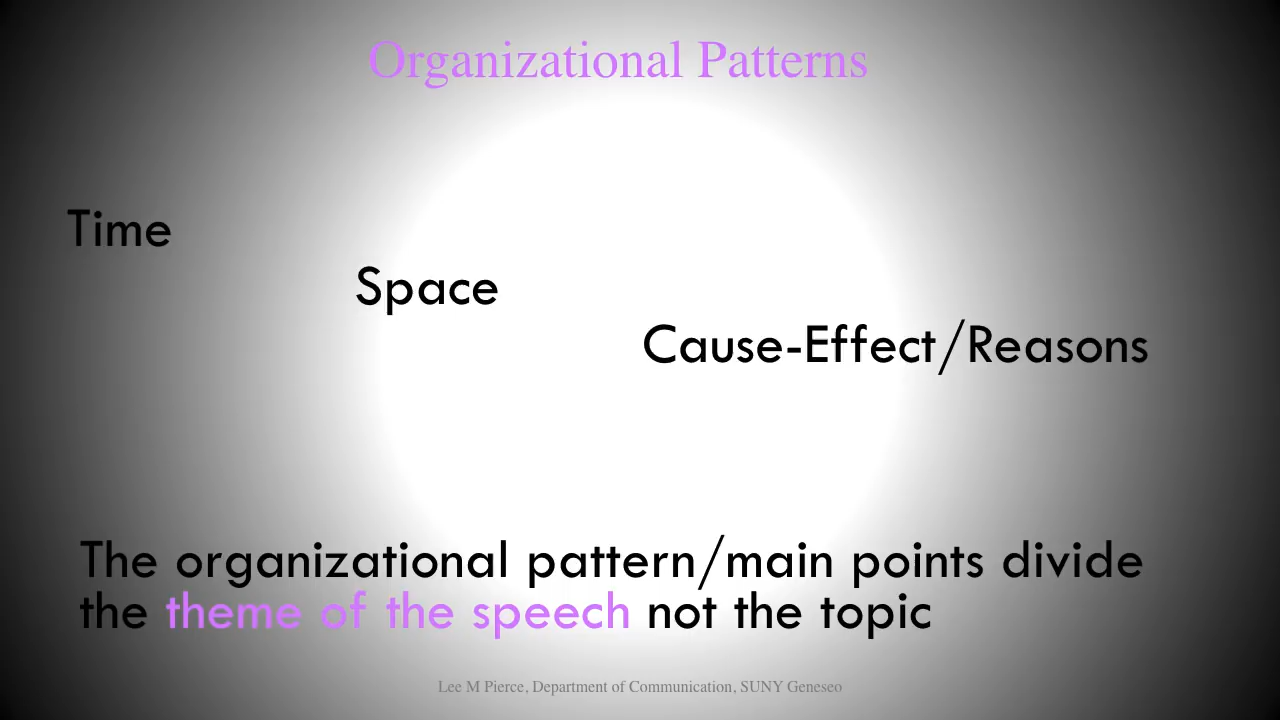 Organizational Patterns
Time
Space
Cause-Effect/Reasons
The organizational pattern/main points divide
the theme of the speech not the topic
Lee M Pierce, Department of Communication, SUNY Geneseo